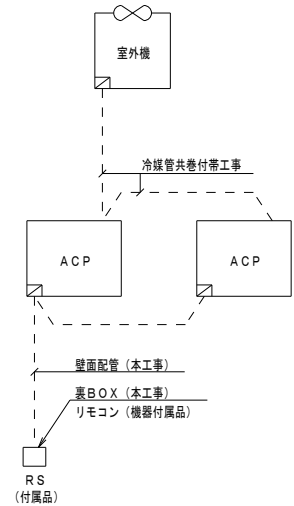 室外機
冷媒管共巻付帯工事
ACP
ACP
壁面配管(本工事)
裏BOX(本工事)
リモコン(機器付属品)
RS
(付属品)